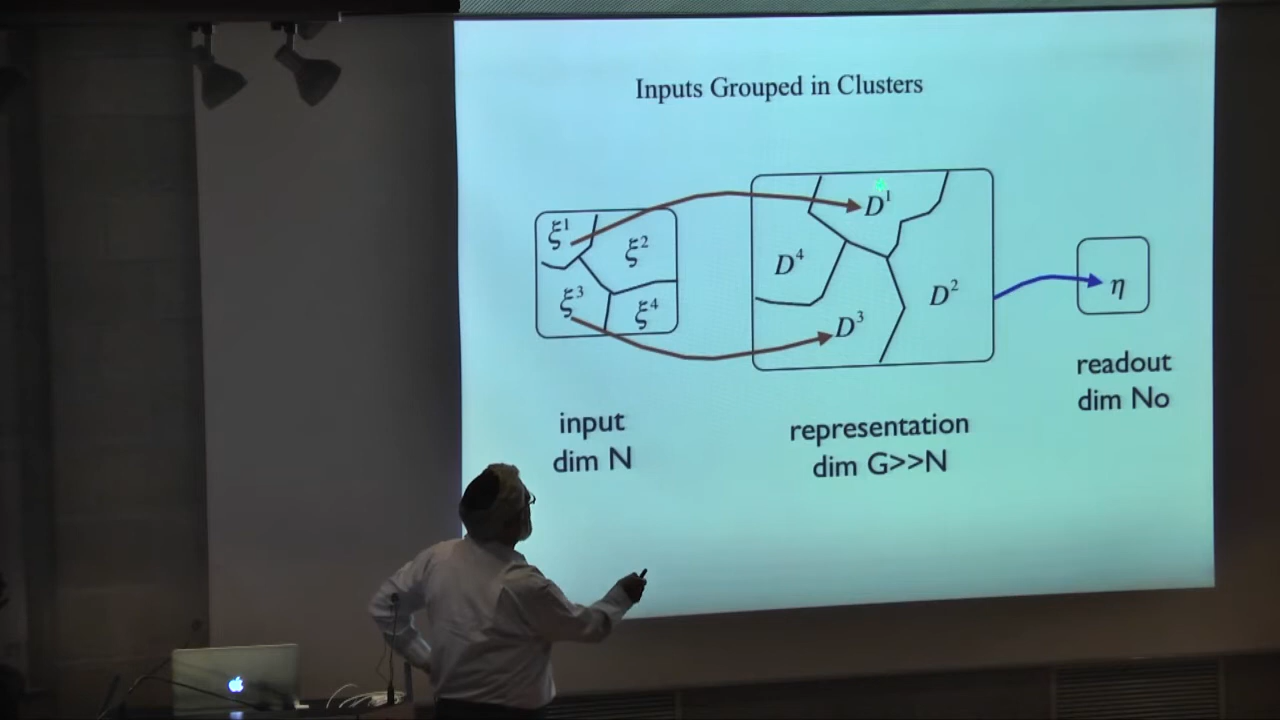 Inputs Grouped in Clusters
ξ¹
ξ²
ξ³
ξ⁴
D¹
D⁴
D²
D³
η
input
dim N
representation
dim G>>N
readout
dim No